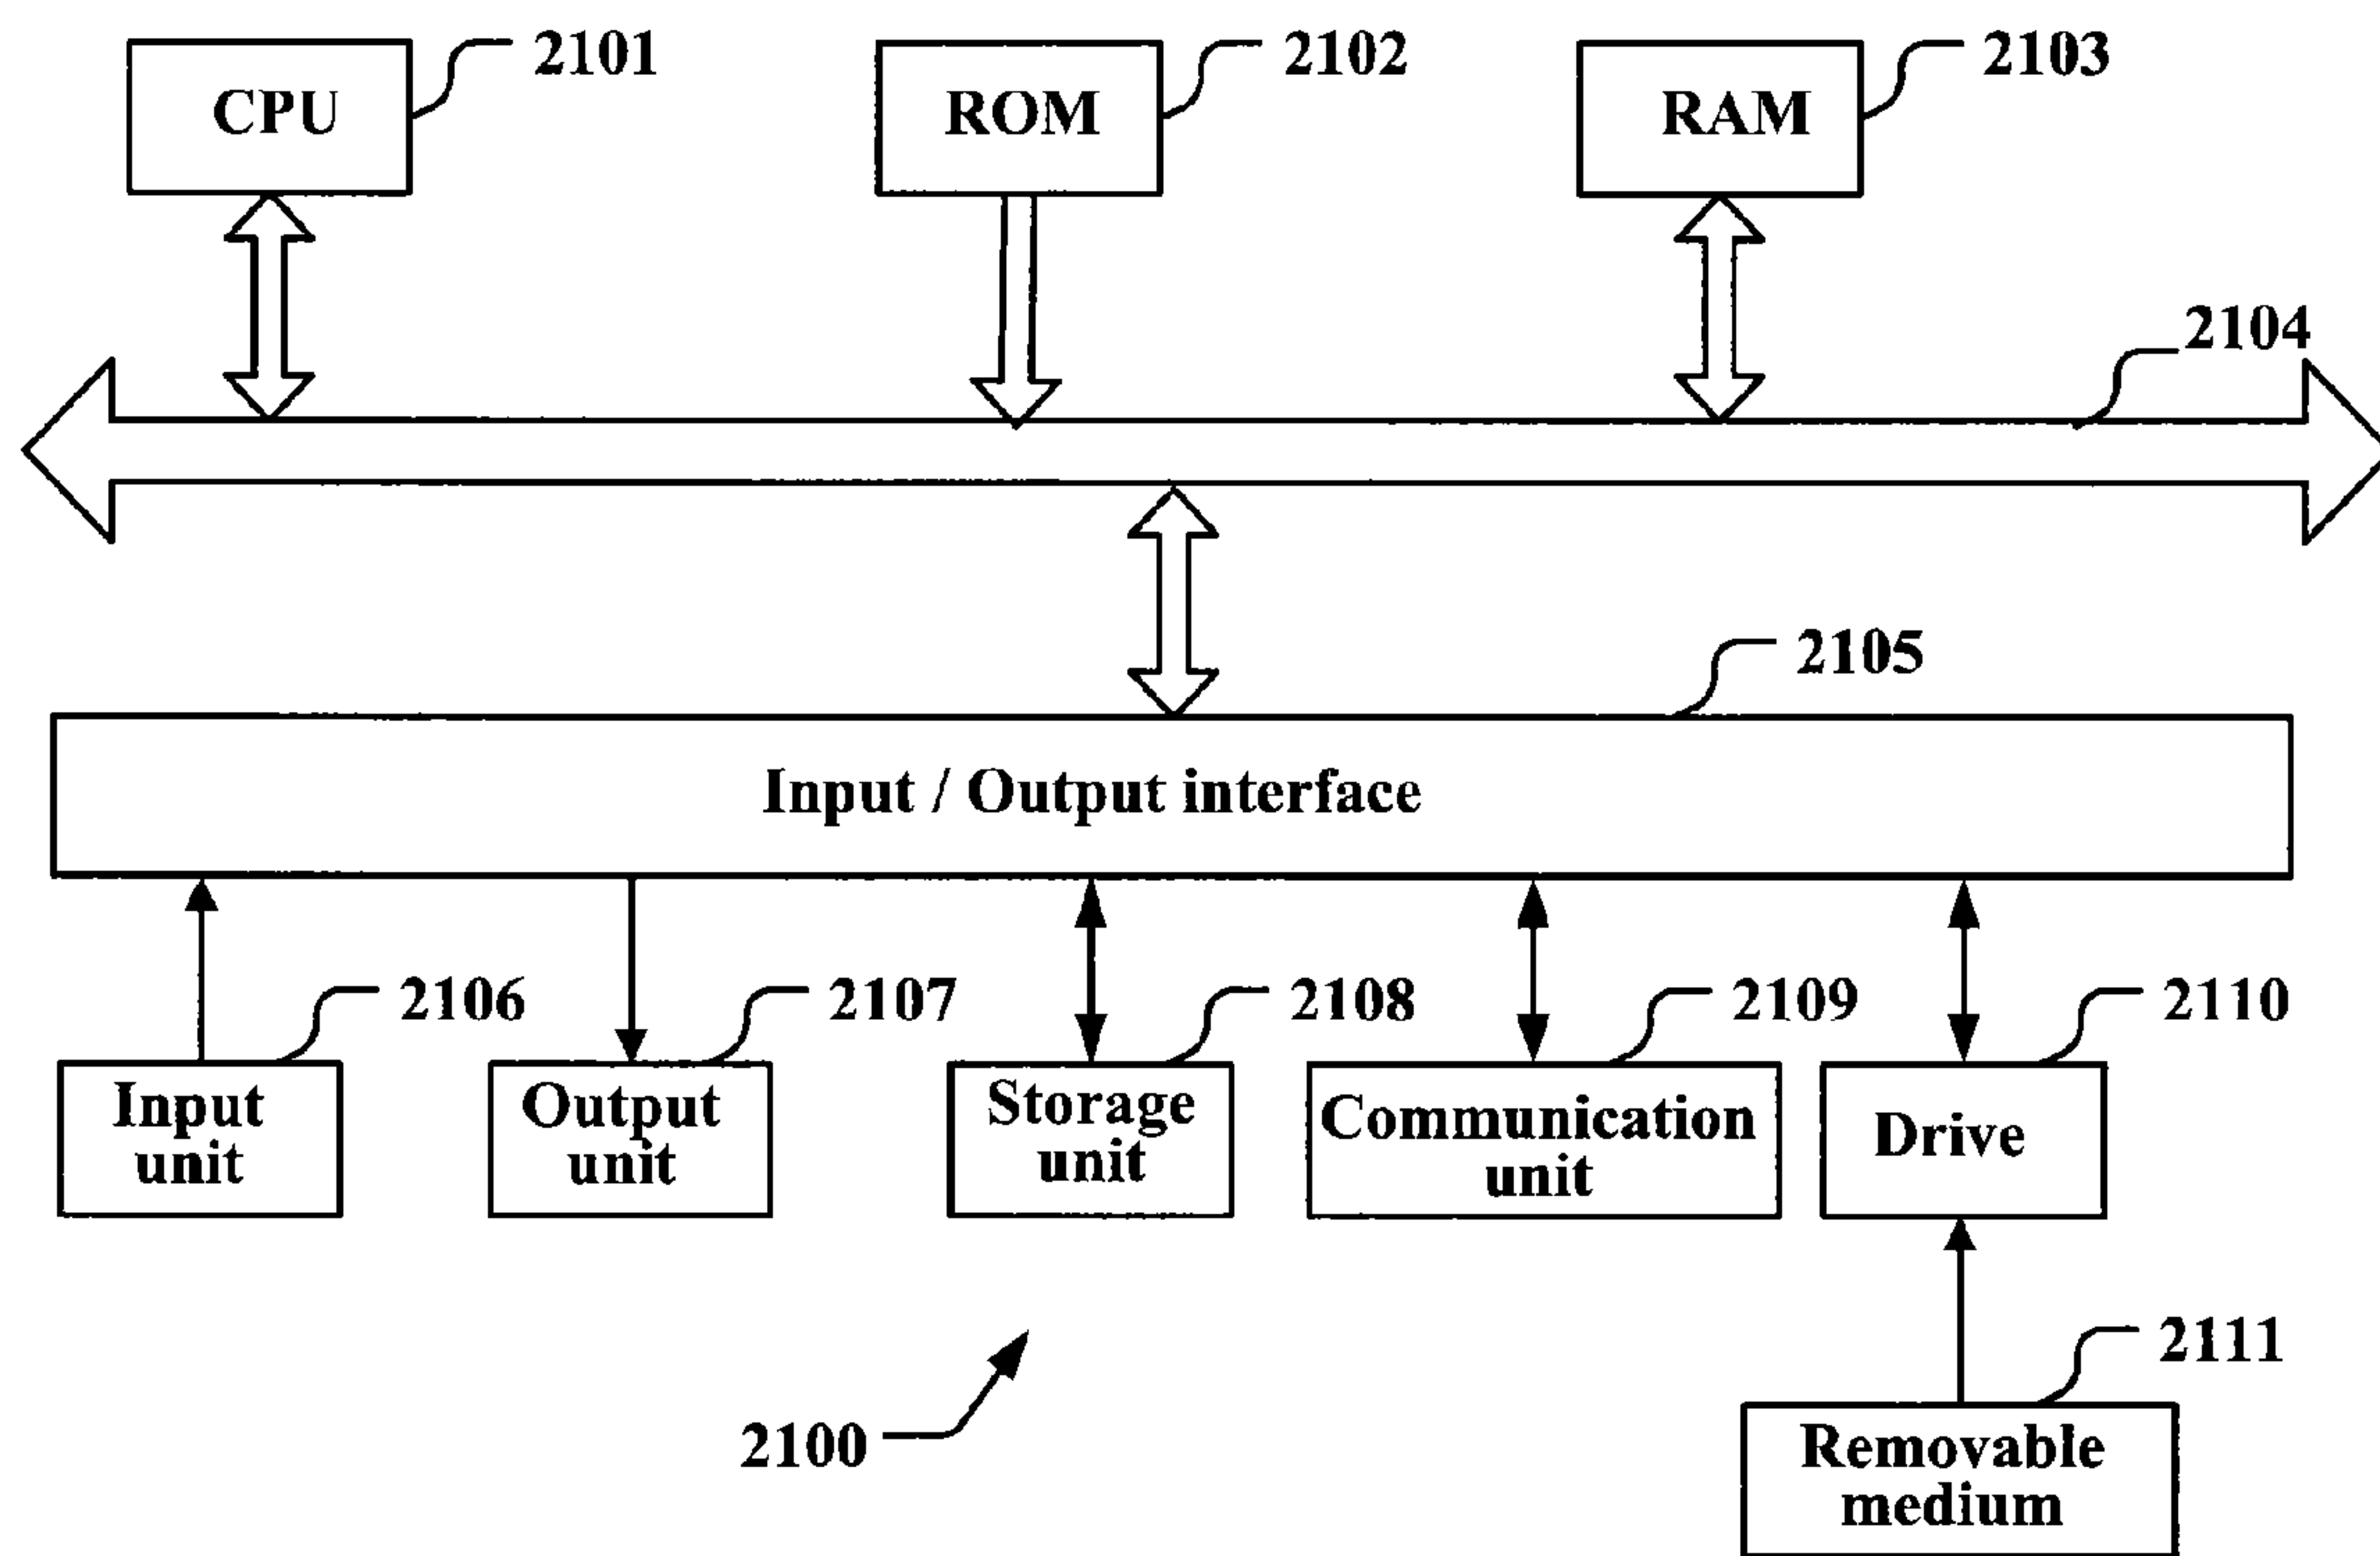 CPU
2101
ROM
2102
RAM
2103
2104
2105
Input / Output interface
2106
2107
2108
2109
2110
Input
unit
Output
unit
Storage
unit
Communication
unit
Drive
2111
2100
Removable
medium